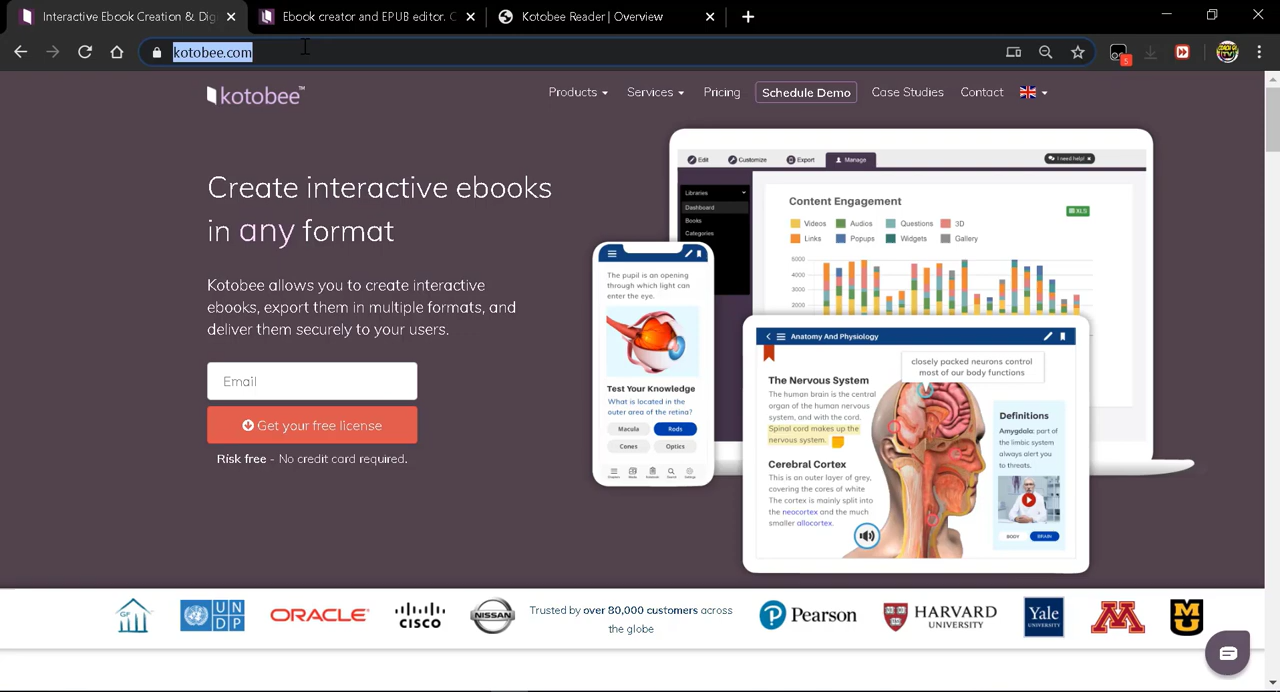 Interactive Ebook Creation & Dig
Ebook creator and EPUB editor. C
Kotobee Reader | Overview
kotobee.com
5
kotobee™
Products
Services
Pricing
Schedule Demo
Case Studies
Contact
Create interactive ebooks
in any format
Kotobee allows you to create interactive
ebooks, export them in multiple formats, and
deliver them securely to your users.
Email
Get your free license
Risk free - No credit card required.
Edit
Customize
Export
Manage
I need help!
Libraries
Dashboard
Books
Categories
Content Engagement
XLS
Videos
Audios
Questions
3D
Links
Popups
Widgets
Gallery
5000
4000
3000
2000
The pupil is an opening
through which light can
enter the eye.
Test Your Knowledge
What is located in the
outer area of the retina?
Macula
Rods
Cones
Optics
Anatomy And Physiology
closely packed neurons control
most of our body functions
The Nervous System
The human brain is the central
organ of the human nervous
system, and with the cord.
Spinal cord makes up the
nervous system.
Cerebral Cortex
This is an outer layer of grey,
covering the cores of white
The cortex is mainly split into
the neocortex and the much
smaller allocortex.
Definitions
Amygdala: part of
the limbic system
always alert you
to threats.
BODY
BRAIN
GP
UN
DP
ORACLE
CISCO
NISSAN
Trusted by over 80,000 customers across
the globe
Pearson
HARVARD
UNIVERSITY
Yale
UNIVERSITY
M
MU